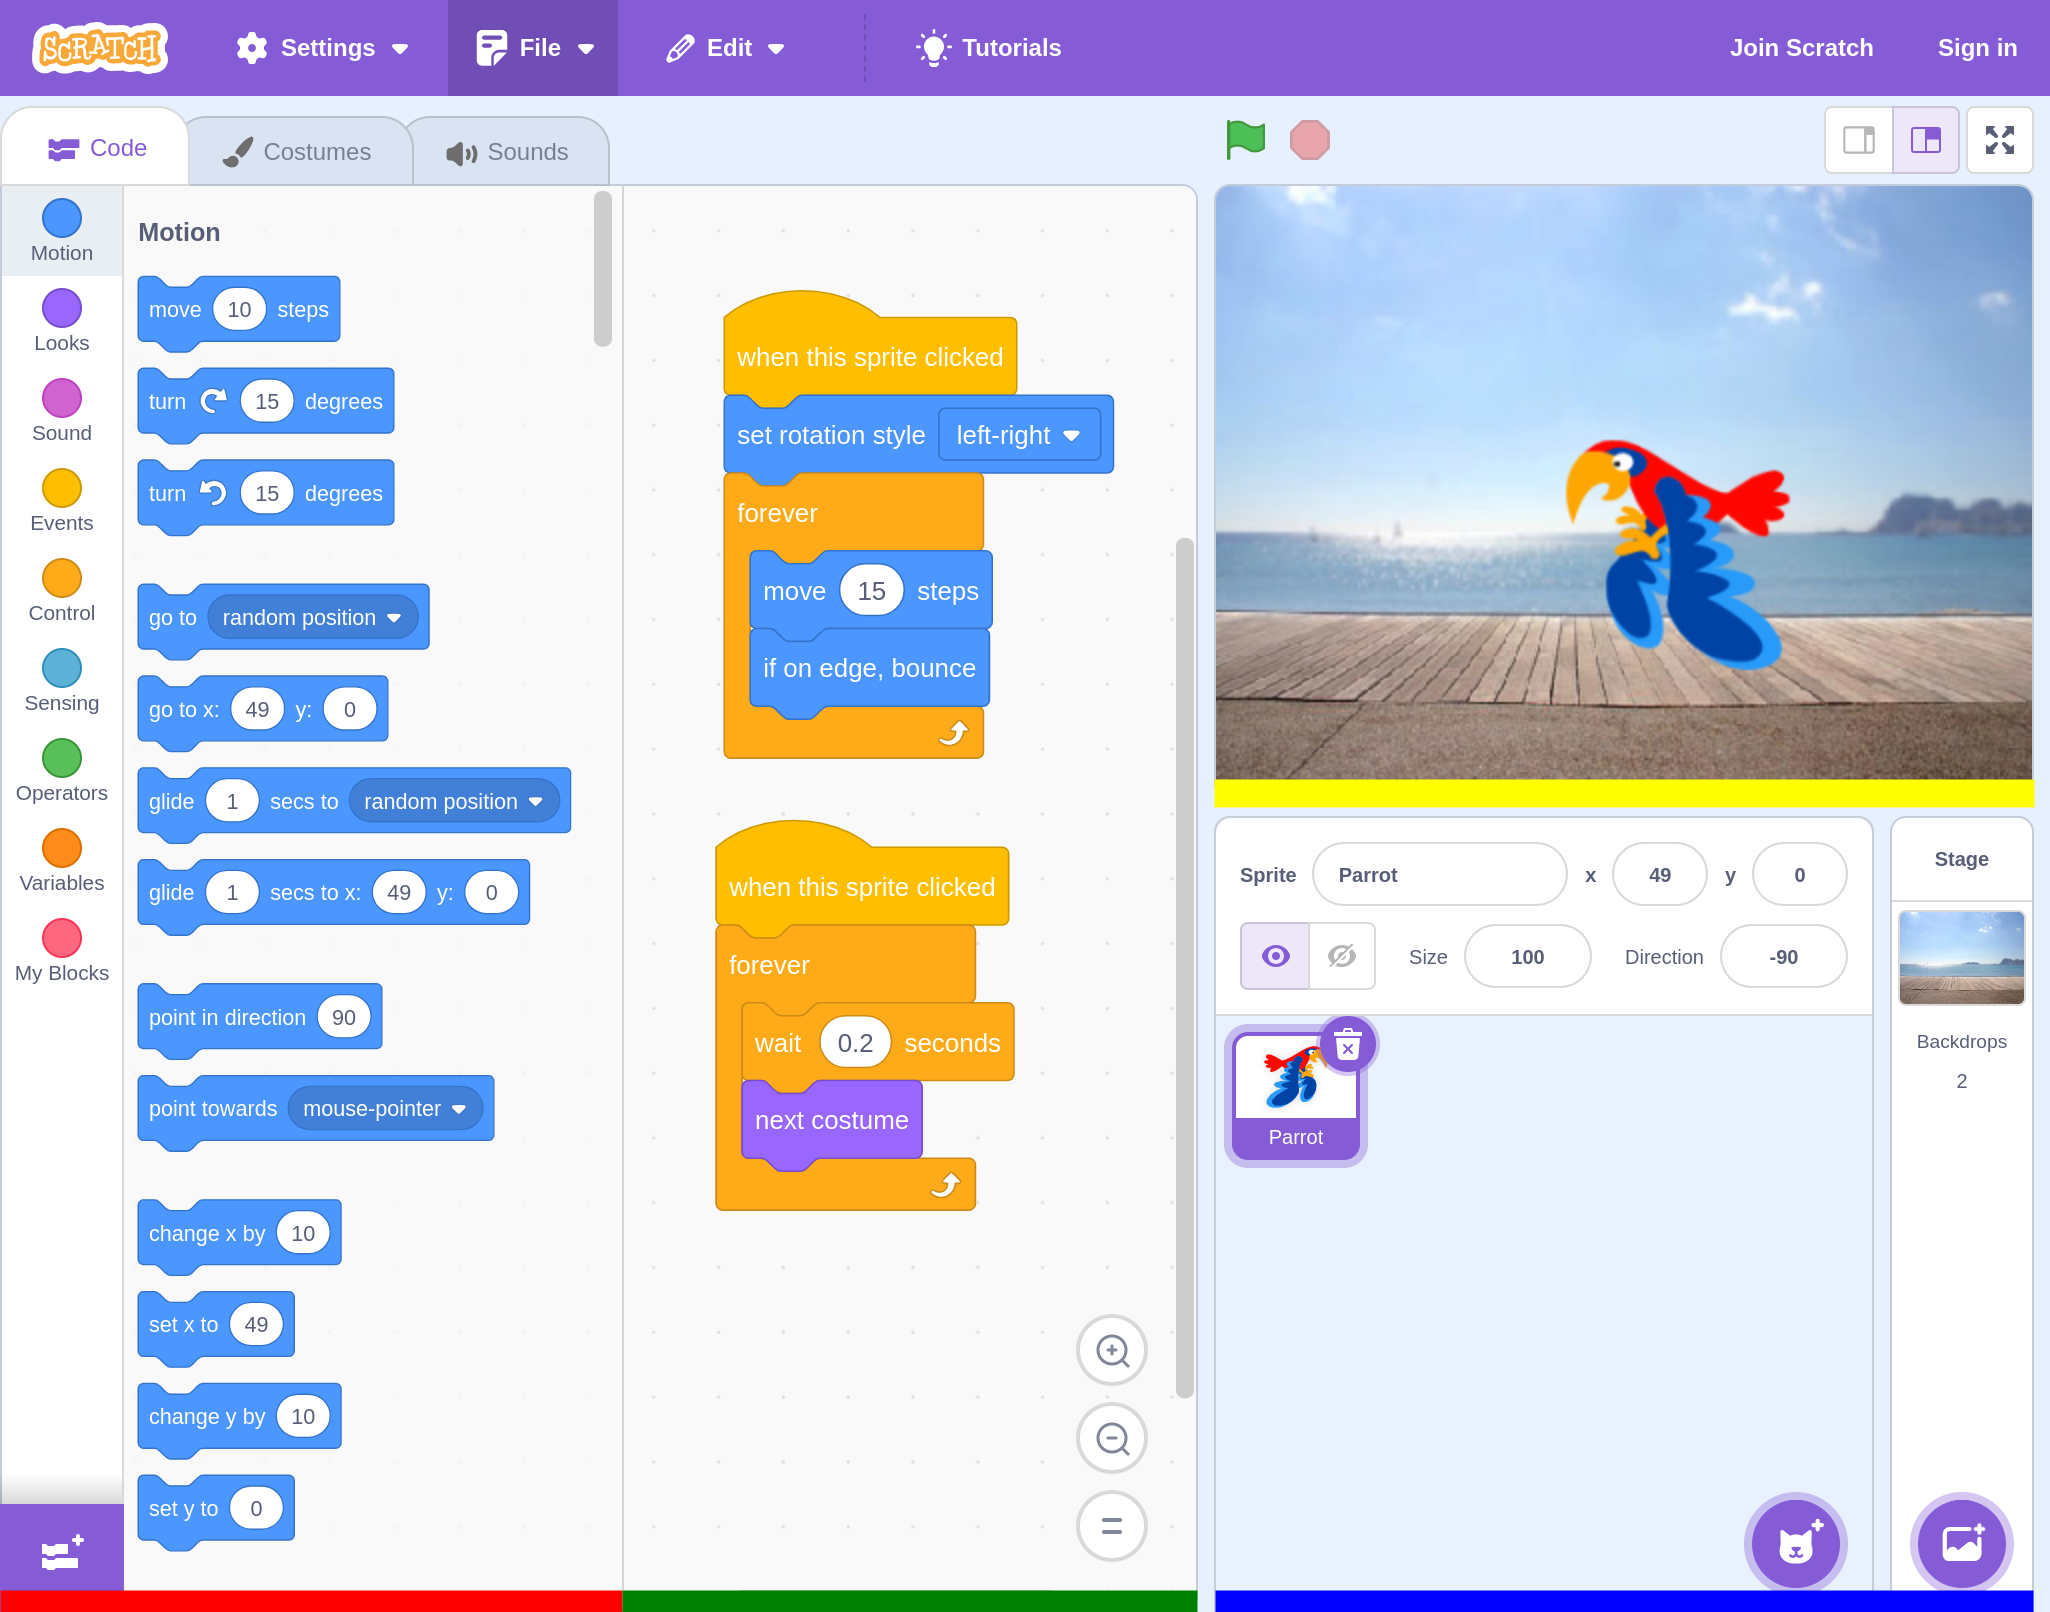 SCRATCH Settings File Edit Tutorials Join Scratch Sign in
Code Costumes Sounds
Motion
Looks
Sound
Events
Control
Sensing
Operators
Variables
My Blocks
Motion
move 10 steps
turn 15 degrees
turn 15 degrees
go to random position
go to x: 49 y: 0
glide 1 secs to random position
glide 1 secs to x: 49 y: 0
point in direction 90
point towards mouse-pointer
change x by 10
set x to 49
change y by 10
set y to 0
when this sprite clicked
set rotation style left-right
forever
move 15 steps
if on edge, bounce
when this sprite clicked
forever
wait 0.2 seconds
next costume
Sprite Parrot x 49 y 0
Size 100 Direction -90
Parrot
Stage
Backdrops
2